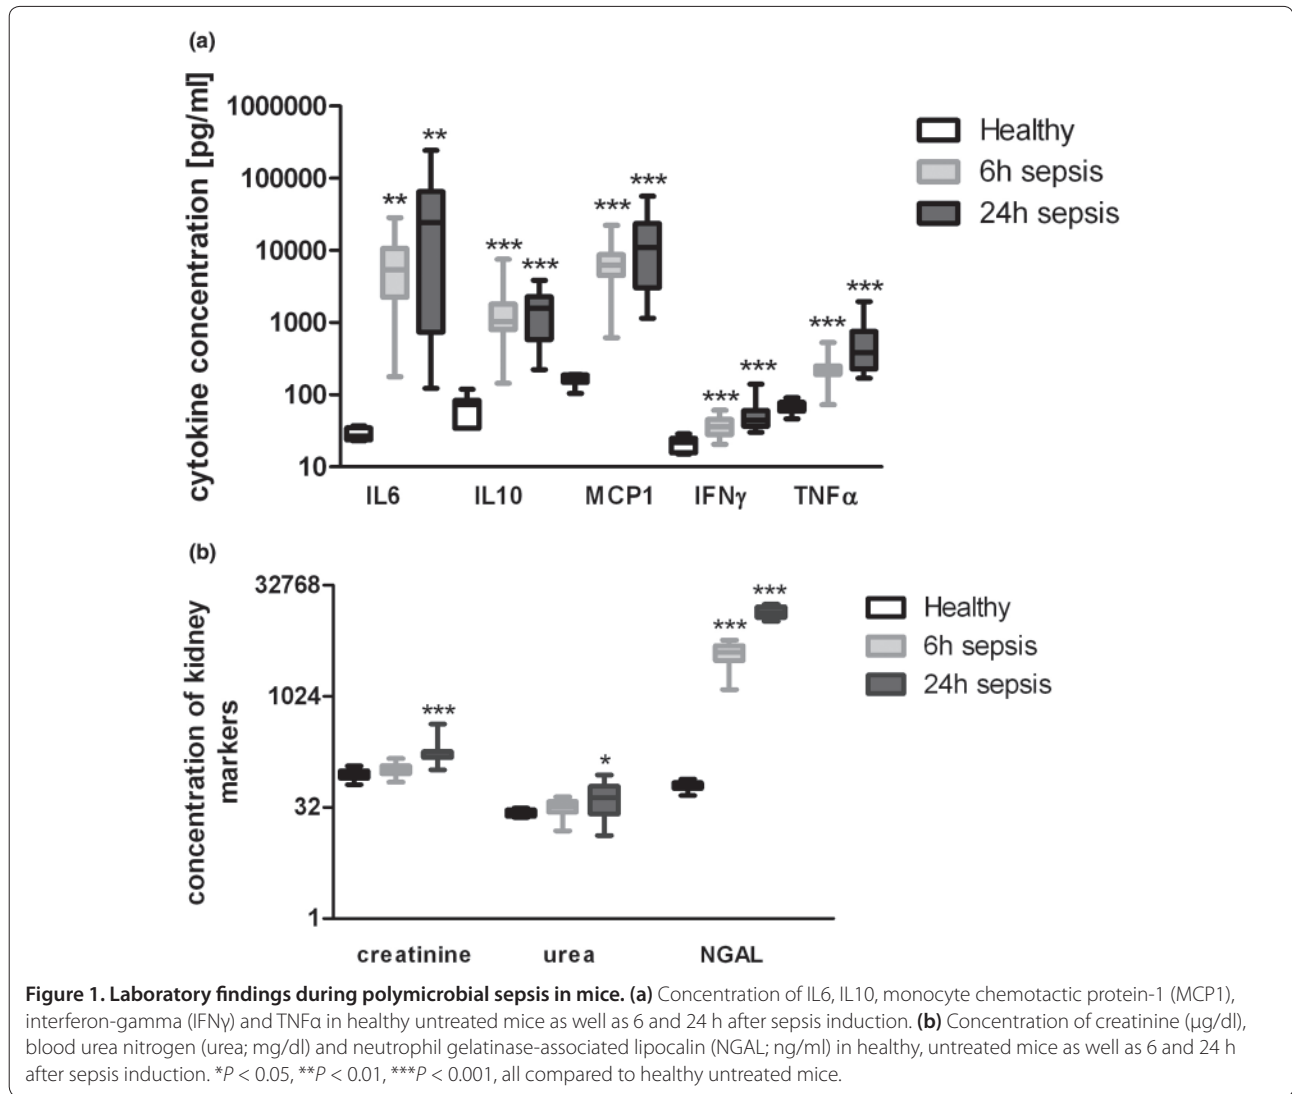 (a)
cytokine concentration [pg/ml]
1000000
100000
10000
1000
100
10
**
**
***
***
***
***
***
***
***
***
IL6 IL10 MCP1 IFNγ TNFα
Healthy
6h sepsis
24h sepsis
(b)
concentration of kidney
markers
32768
1024
32
1
***
*
***
***
creatinine urea NGAL
Healthy
6h sepsis
24h sepsis
Figure 1. Laboratory findings during polymicrobial sepsis in mice. (a) Concentration of IL6, IL10, monocyte chemotactic protein-1 (MCP1),
interferon-gamma (IFNγ) and TNFα in healthy untreated mice as well as 6 and 24 h after sepsis induction. (b) Concentration of creatinine (μg/dl),
blood urea nitrogen (urea; mg/dl) and neutrophil gelatinase-associated lipocalin (NGAL; ng/ml) in healthy, untreated mice as well as 6 and 24 h
after sepsis induction. *P < 0.05, **P < 0.01, ***P < 0.001, all compared to healthy untreated mice.